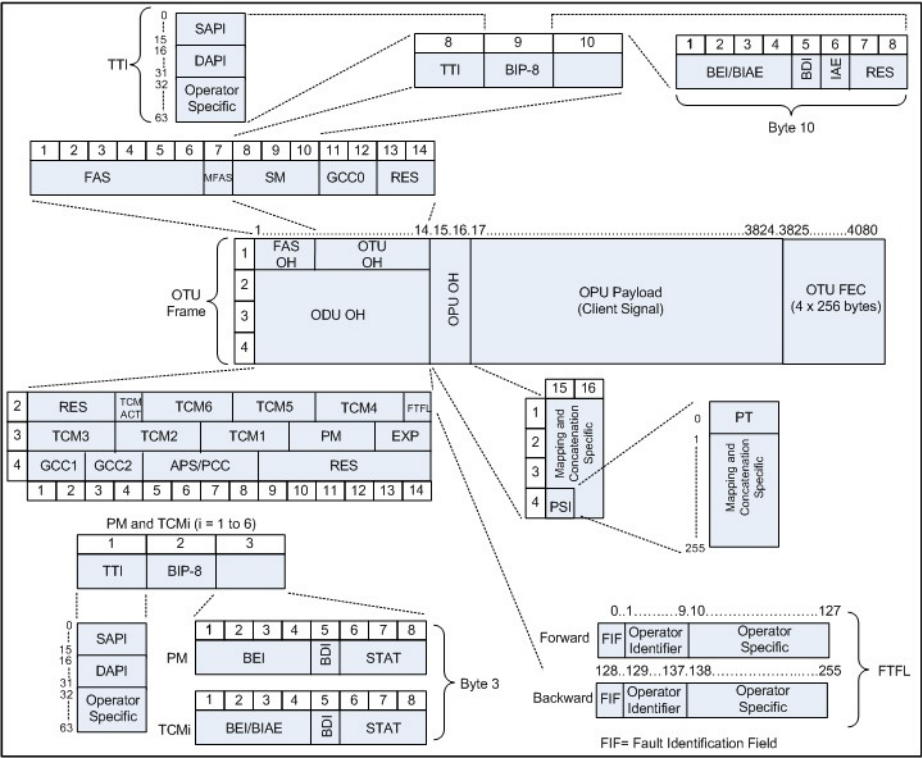 0
SAPI
15
16
TTI
DAPI
31
32
Operator
Specific
63
8 9 10
TTI BIP-8
1 2 3 4 5 6 7 8
BEI/BIAE BDI IAE RES
Byte 10
1 2 3 4 5 6 7 8 9 10 11 12 13 14
FAS MFAS SM GCC0 RES
1..............................14.15.16.17..........................................................3824.3825.........4080
OTU
Frame
1 FAS
OH
OTU
OH
2
3
4
ODU OH
OPU OH
OPU Payload
(Client Signal)
OTU FEC
(4 x 256 bytes)
2 RES TCM
ACT TCM6 TCM5 TCM4 FTFL
3 TCM3 TCM2 TCM1 PM EXP
4 GCC1 GCC2 APS/PCC RES
1 2 3 4 5 6 7 8 9 10 11 12 13 14
15 16
1
2
3
4
Mapping and
Concatenation
Specific
PSI
0 PT
1
Mapping and
Concatenation
Specific
255
PM and TCMi (i = 1 to 6)
1 2 3
TTI BIP-8
0
SAPI
15
16
DAPI
31
32
Operator
Specific
63
1 2 3 4 5 6 7 8
PM BEI BDI STAT
1 2 3 4 5 6 7 8
TCMi BEI/BIAE BDI STAT
Byte 3
0..1.........9.10.....................127
Forward FIF Operator
Identifier
Operator
Specific
128..129...137.138........................255
Backward FIF Operator
Identifier
Operator
Specific
FTFL
FIF= Fault Identification Field